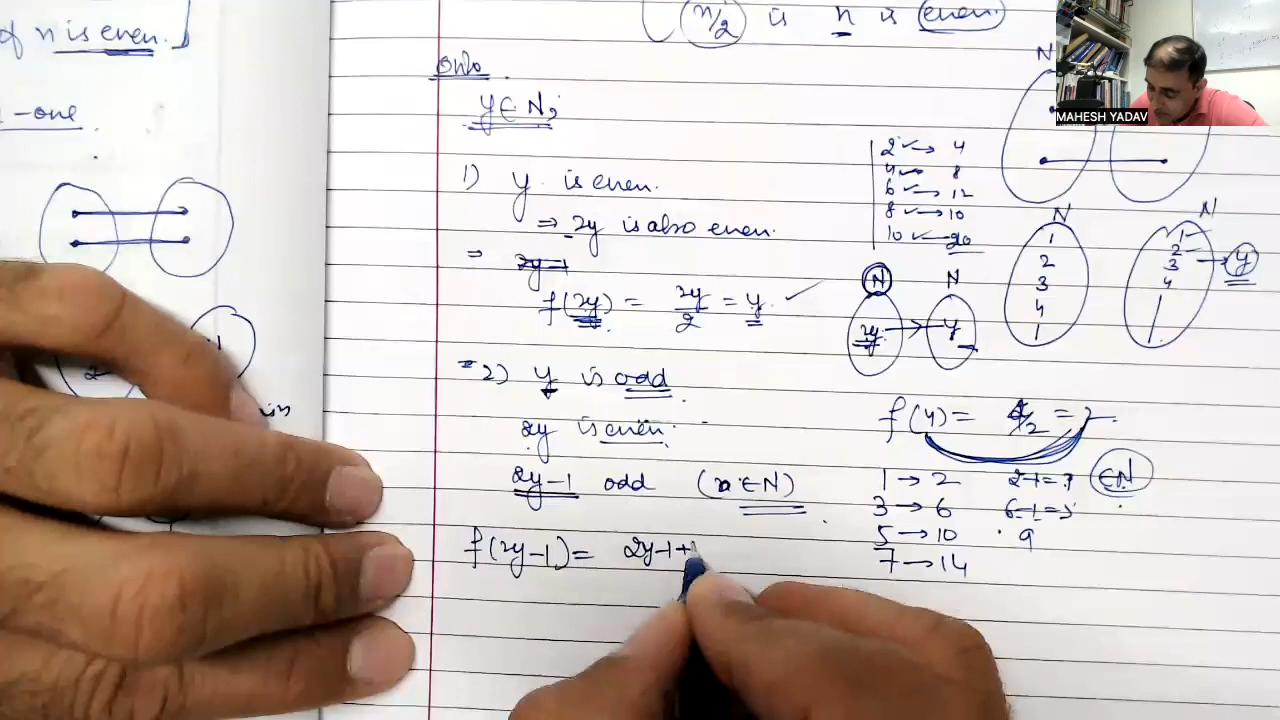 of n is even.]
-one
n/2 is n is even
MAHESH YADAV
Onto
y ∈ N,
1) y is even.
⇒ 2y is also even.
⇒ 2y-1
f(2y) = 2y/2 = y
2) y is odd
2y is even.
2y-1 odd (∈ N)
f(2y-1) = 2y-1+
N
2 → 4
4 → 8
6 → 12
8 → 10
10 → 20
N
1
2
3
4
N
1
2
3 → y
4
N N
2y → y
f(4) = 4/2 = 2
1 → 2 2-1=1 ∈N
3 → 6 6-1=5
5 → 10 9
7 → 14